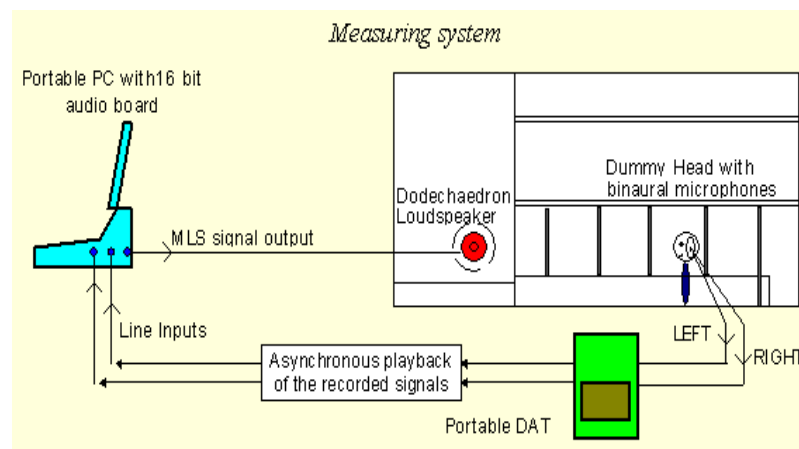 Measuring system
Portable PC with16 bit
audio board
Dummy Head with
binaural microphones
Dodechaedron
Loudspeaker
MLS signal output
Line Inputs
LEFT
RIGHT
Asynchronous playback
of the recorded signals
Portable DAT